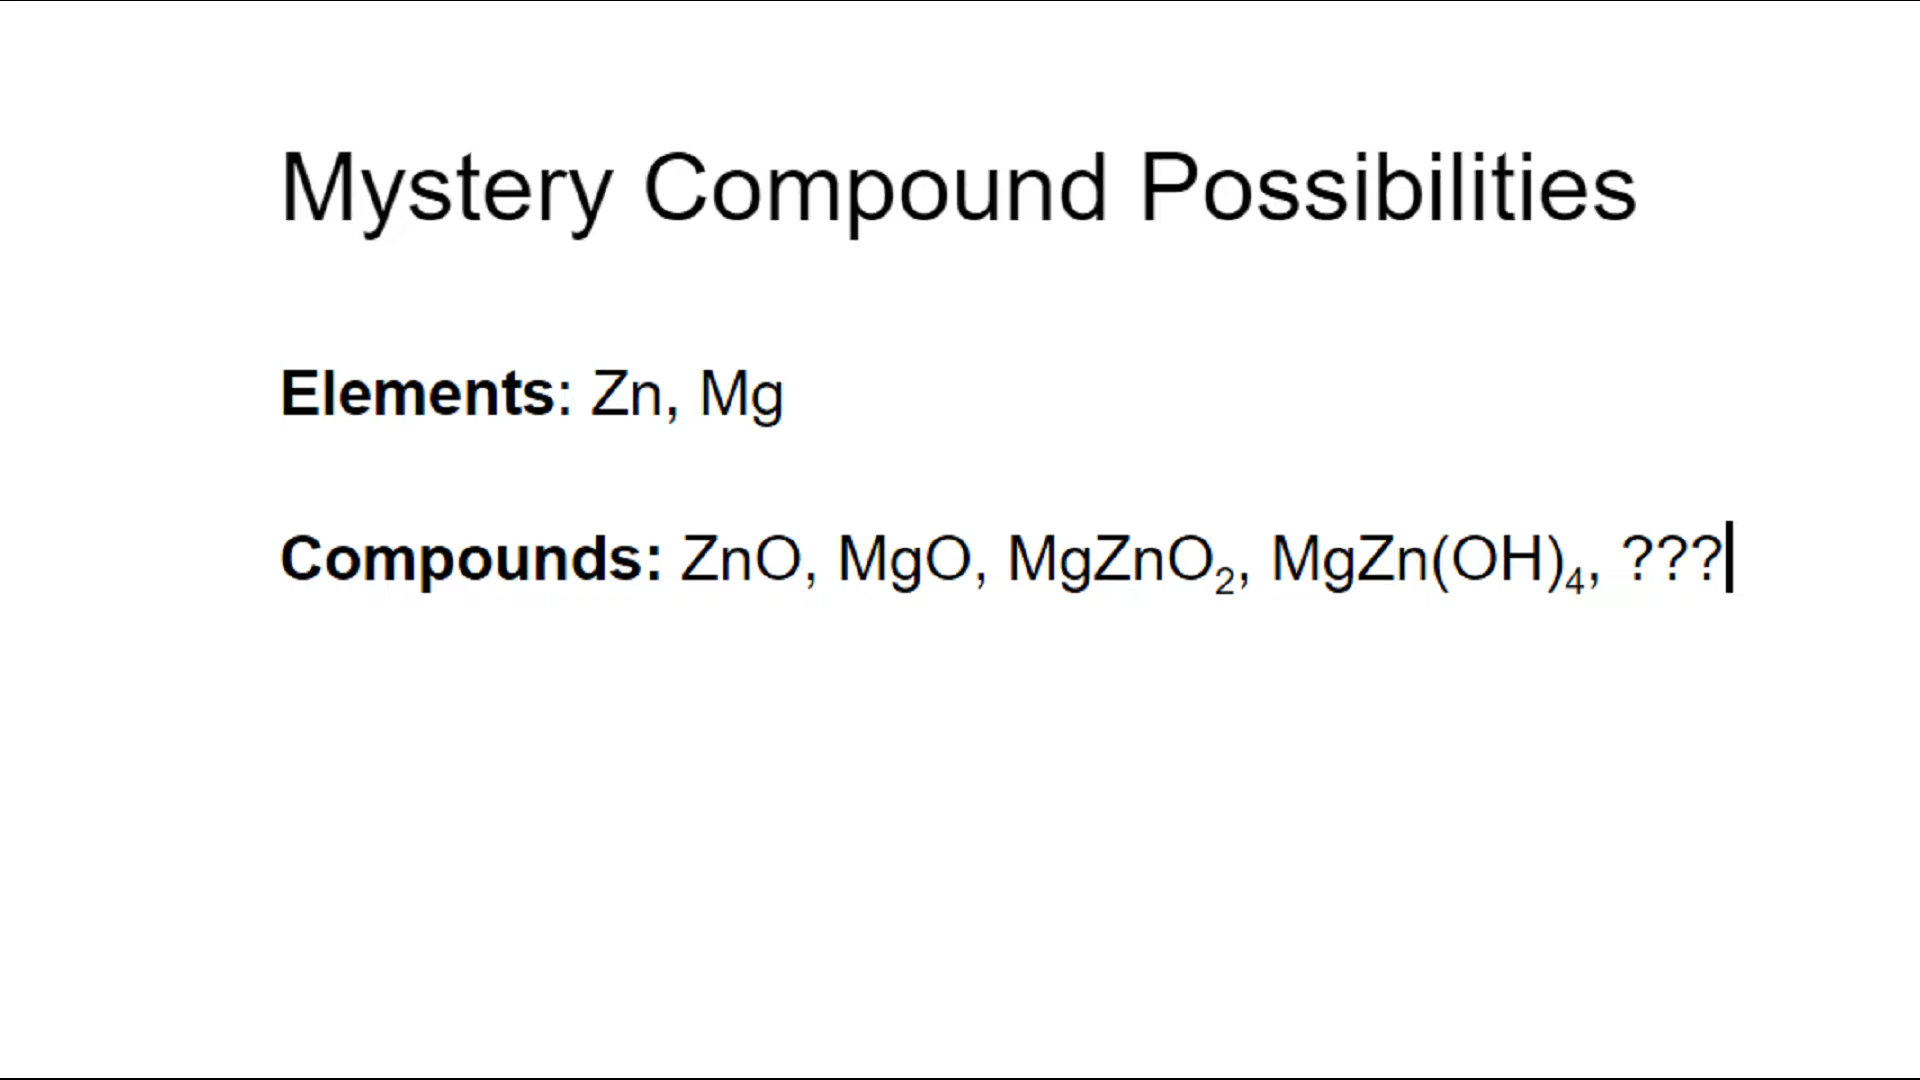 Mystery Compound Possibilities
Elements: Zn, Mg
Compounds: ZnO, MgO, MgZnO₂, MgZn(OH)₄, ???